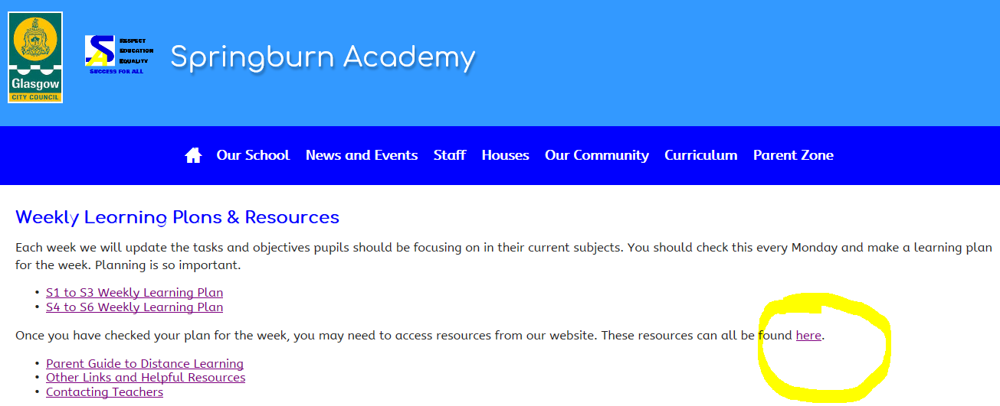 Glasgow
CITY COUNCIL
RESPECT
EDUCATION
EQUALITY
SUCCESS FOR ALL
Springburn Academy
Our School News and Events Staff Houses Our Community Curriculum Parent Zone
Weekly Learning Plans & Resources
Each week we will update the tasks and objectives pupils should be focusing on in their current subjects. You should check this every Monday and make a learning plan
for the week. Planning is so important.
• S1 to S3 Weekly Learning Plan
• S4 to S6 Weekly Learning Plan
Once you have checked your plan for the week, you may need to access resources from our website. These resources can all be found here.
• Parent Guide to Distance Learning
• Other Links and Helpful Resources
• Contacting Teachers